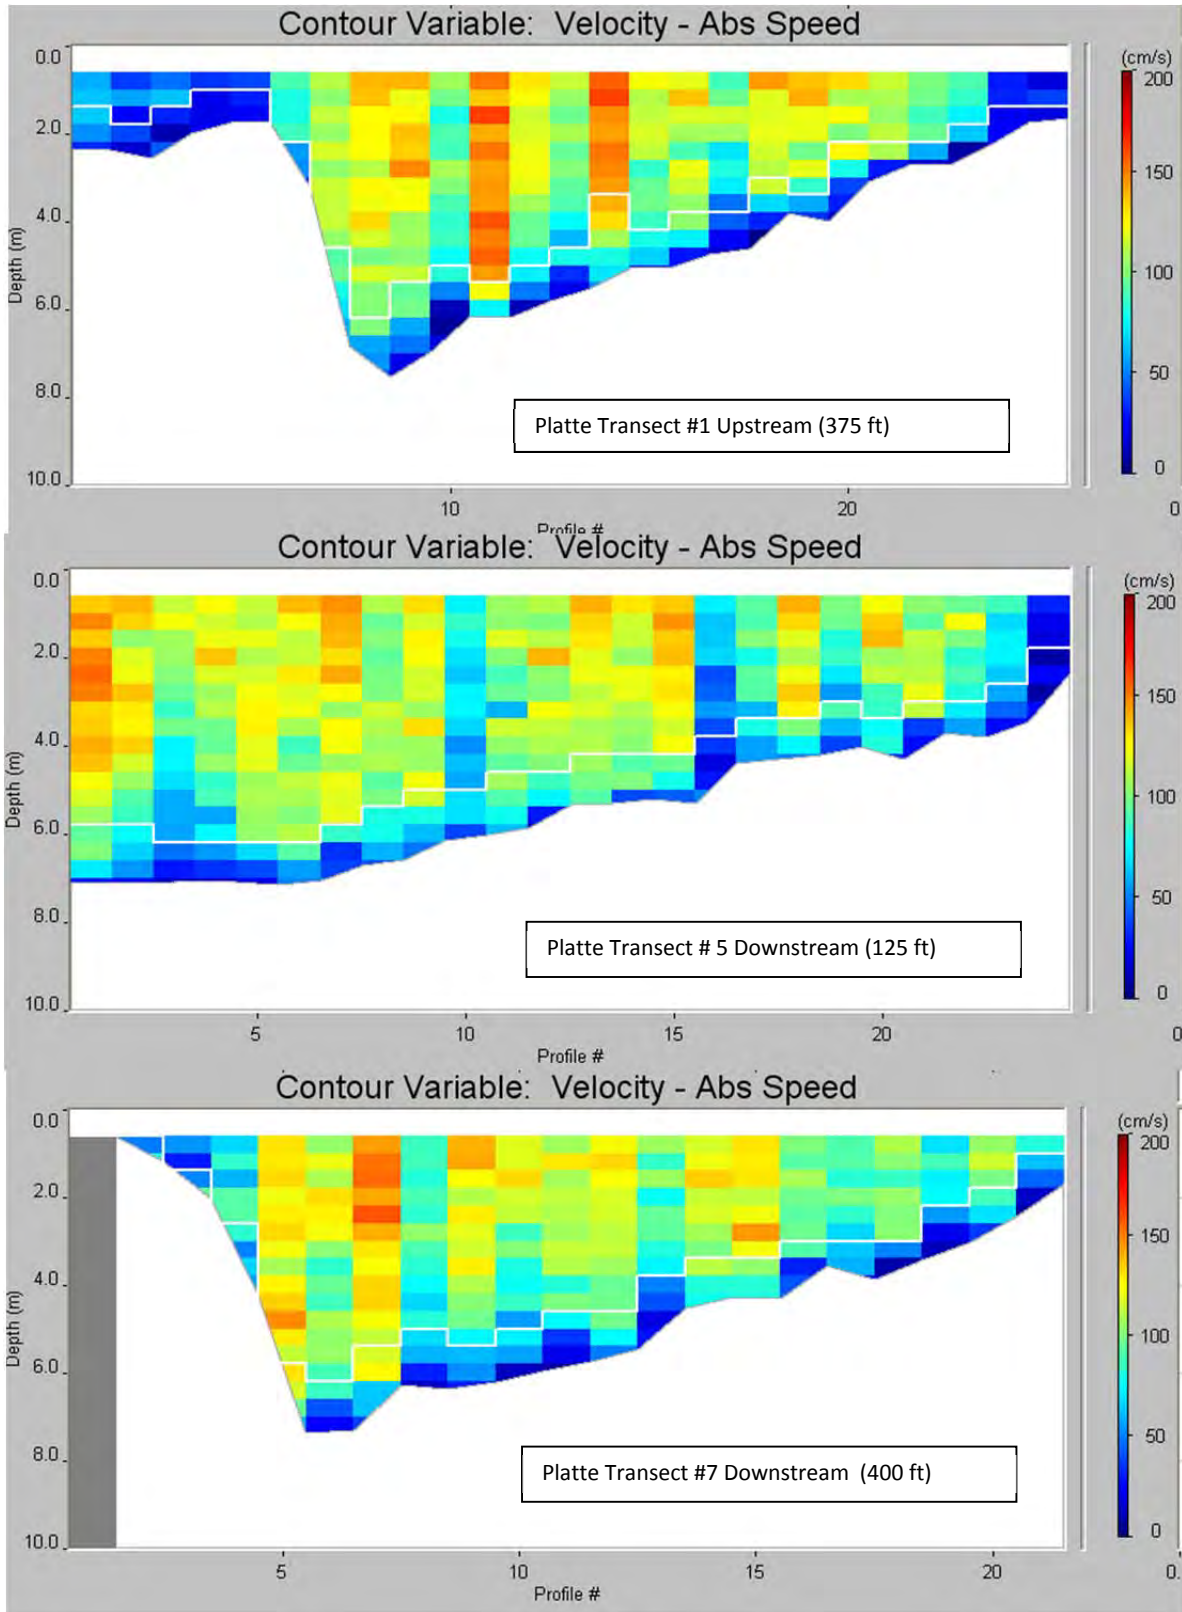 Contour Variable: Velocity - Abs Speed
(cm/s)
0.0
2.0
4.0
6.0
8.0
10.0
Depth (m)
200
150
100
50
0
Platte Transect #1 Upstream (375 ft)
10 20 0
Profile #
Contour Variable: Velocity - Abs Speed
(cm/s)
0.0
2.0
4.0
6.0
8.0
10.0
Depth (m)
200
150
100
50
0
Platte Transect # 5 Downstream (125 ft)
5 10 15 20 0
Profile #
Contour Variable: Velocity - Abs Speed
(cm/s)
0.0
2.0
4.0
6.0
8.0
10.0
Depth (m)
200
150
100
50
0
Platte Transect #7 Downstream (400 ft)
5 10 15 20 0.
Profile #